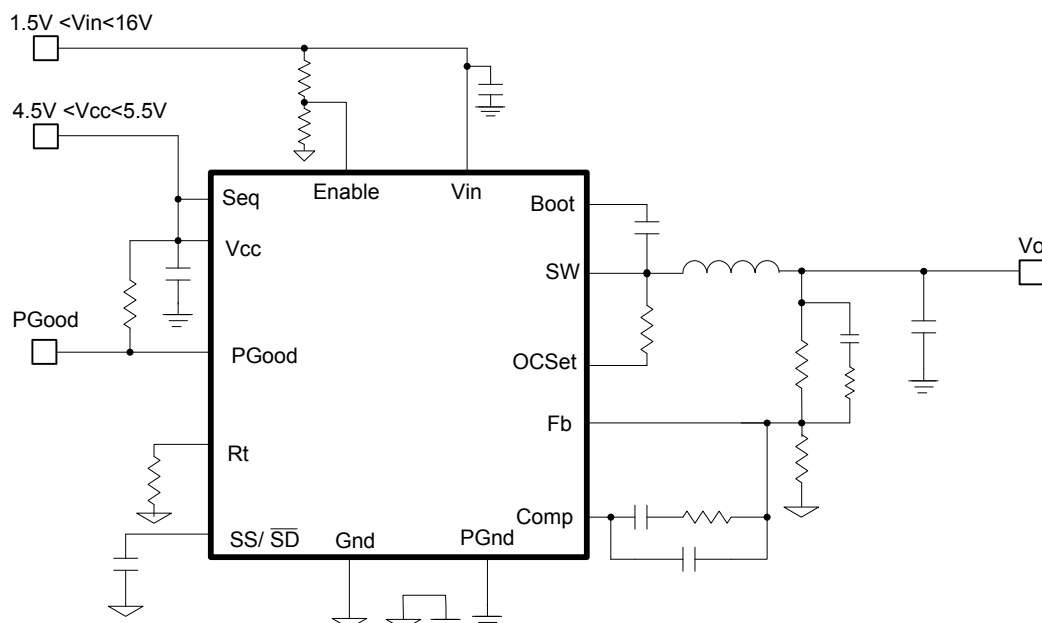 1.5V <Vin<16V
4.5V <Vcc<5.5V
Enable
Vin
Seq
Boot
Vcc
SW
Vo
PGood
PGood
OCSet
Fb
Rt
Comp
SS/ SD
Gnd
PGnd